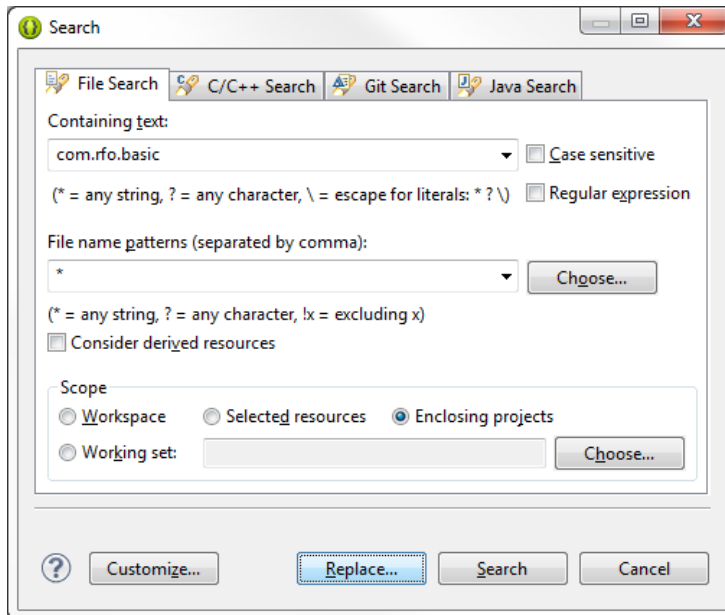 Search
File Search C/C++ Search Git Search Java Search
Containing text:
com.rfo.basic Case sensitive
(* = any string, ? = any character, \ = escape for literals: * ? \) Regular expression
File name patterns (separated by comma):
* Choose...
(* = any string, ? = any character, !x = excluding x)
Consider derived resources
Scope
Workspace Selected resources Enclosing projects
Working set: Choose...
? Customize... Replace... Search Cancel